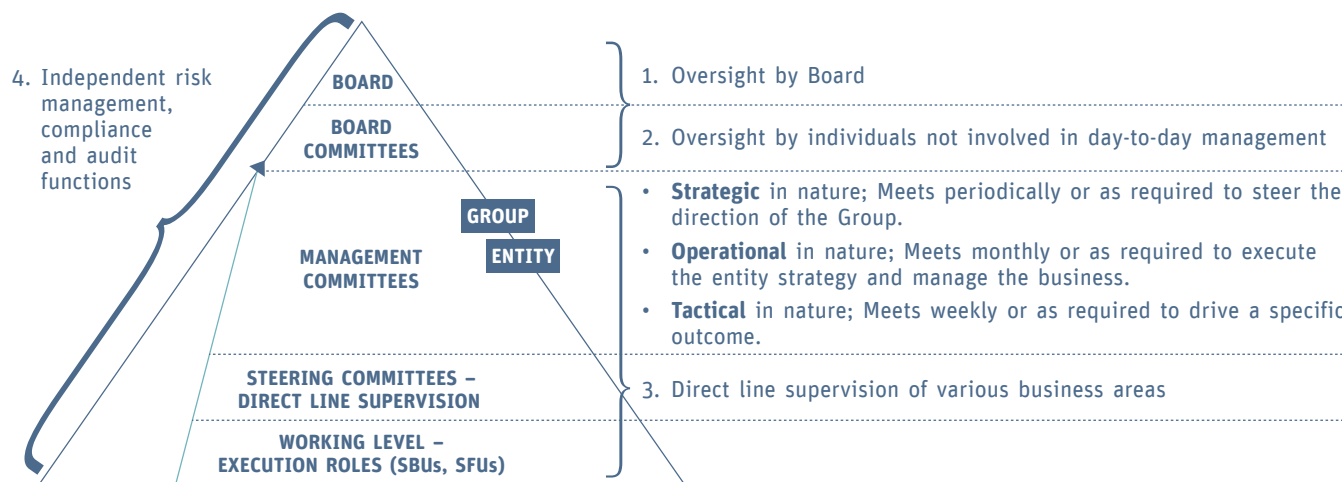 4. Independent risk
management,
compliance
and audit
functions
BOARD
BOARD
COMMITTEES
GROUP
ENTITY
MANAGEMENT
COMMITTEES
STEERING COMMITTEES –
DIRECT LINE SUPERVISION
WORKING LEVEL –
EXECUTION ROLES (SBUs, SFUs)
1. Oversight by Board
2. Oversight by individuals not involved in day-to-day management
• Strategic in nature; Meets periodically or as required to steer the
direction of the Group.
• Operational in nature; Meets monthly or as required to execute
the entity strategy and manage the business.
• Tactical in nature; Meets weekly or as required to drive a specific
outcome.
3. Direct line supervision of various business areas